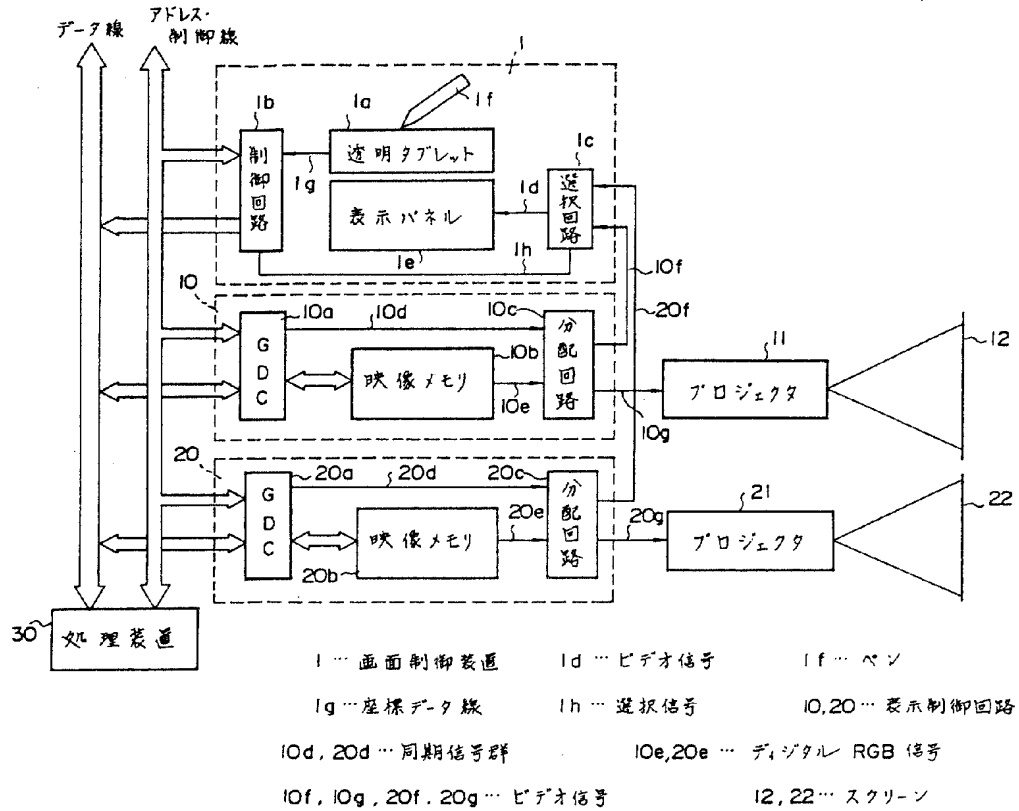 データ線
アドレス・
制御線
1
1b
1a
1f
1c
制御回路
透明タブレット
1g
1d
選択回路
表示パネル
1e
1h
10f
20f
10
10a
10d
10c
GDC
10b
映像メモリ
10e
分配回路
11
プロジェクタ
12
10g
20
20a
20d
20c
GDC
20e
映像メモリ
20b
分配回路
20g
21
プロジェクタ
22
30
処理装置
1…画面制御装置 1d…ビデオ信号 1f…ペン
1g…座標データ線 1h…選択信号 10,20…表示制御回路
10d,20d…同期信号群 10e,20e…ディジタルRGB信号
10f,10g,20f.20g…ビデオ信号 12,22…スクリーン